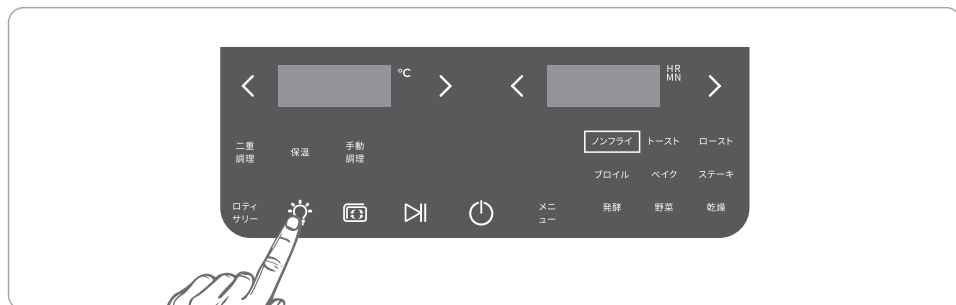 ℃
HR
MN
二重
調理
保温
手動
調理
ノンフライ トースト ロースト
ブロイル ベイク ステーキ
ロティ
サリー
メニ
ュー
発酵 野菜 乾燥